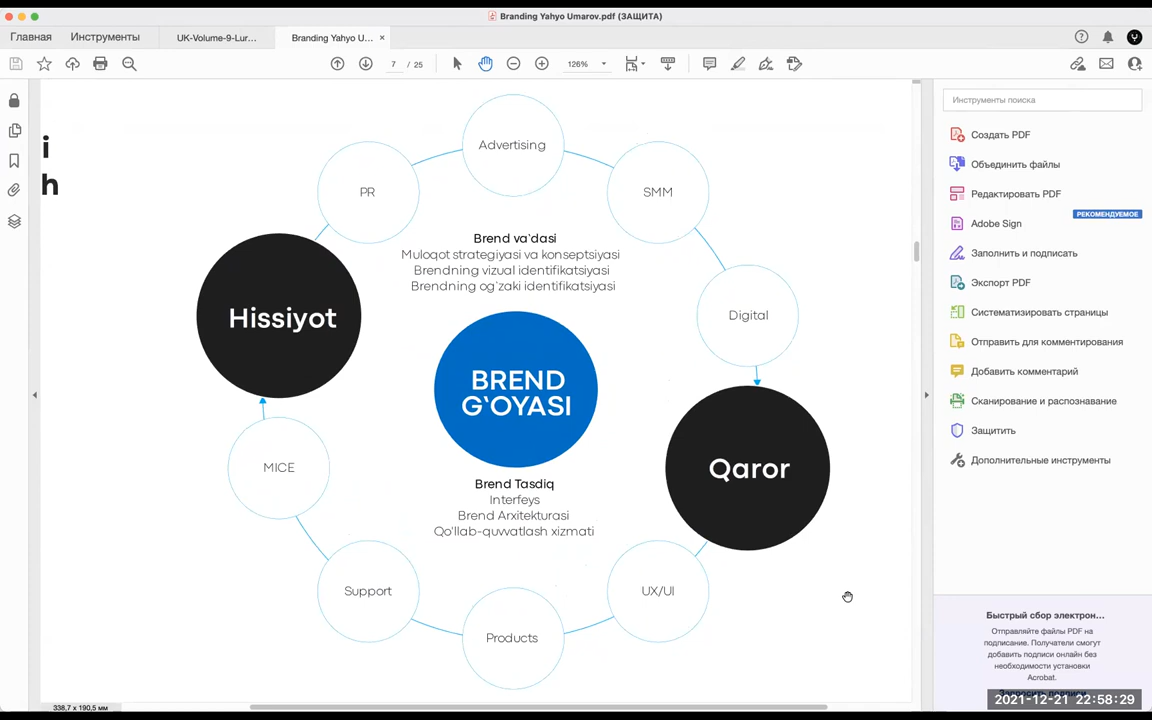 Branding Yahyo Umarov.pdf (ЗАЩИТА)
Главная Инструменты UK-Volume-9-Lur... Branding Yahyo U... ×
7 / 25 126%
i
h
Advertising
PR
SMM
Brend va`dasi
Muloqot strategiyasi va konseptsiyasi
Brendning vizual identifikatsiyasi
Brendning og`zaki identifikatsiyasi
Hissiyot
Digital
BREND
G‘OYASI
MICE
Qaror
Brend Tasdiq
Interfeys
Brend Arxitekturasi
Qo'llab-quvvatlash xizmati
Support
UX/UI
Products
Инструменты поиска
Создать PDF
Объединить файлы
Редактировать PDF
РЕКОМЕНДУЕМОЕ
Adobe Sign
Заполнить и подписать
Экспорт PDF
Систематизировать страницы
Отправить для комментирования
Добавить комментарий
Сканирование и распознавание
Защитить
Дополнительные инструменты
Быстрый сбор электрон...
Отправляйте файлы PDF на
подписание. Получатели смогут
добавить подписи онлайн без
необходимости установки
Acrobat.
Запросить подписи
2021-12-21 22:58:29
338,7 x 190,5 мм